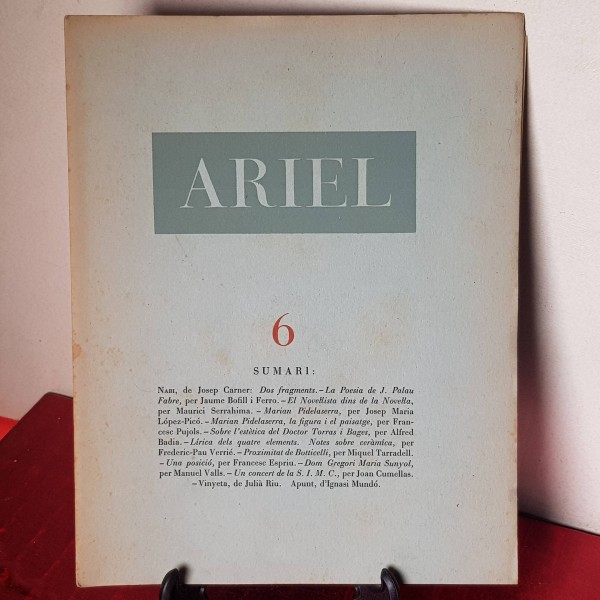 ARIEL
6
SUMARI:
NABI, de Josep Carner: Dos fragments. – La Poesia de J. Palau
Fabre, per Jaume Bofill i Ferro. – El Novellista dins de la Novella,
per Maurici Serrahima. – Marian Pidelaserra, per Josep Maria
López-Picó. – Marian Pidelaserra, la figura i el paisatge, per Fran-
cesc Pujols. – Sobre l'estètica del Doctor Torras i Bages, per Alfred
Badia. – Lírica dels quatre elements. Notes sobre ceràmica, per
Frederic-Pau Verrié. – Proximitat de Botticelli, per Miquel Tarradell.
– Una posició, per Francesc Espriu. – Dom Gregori Maria Sunyol,
per Manuel Valls. – Un concert de la S. I. M. C., per Joan Cumellas.
– Vinyeta, de Julià Riu. Apunt, d'Ignasi Mundó.